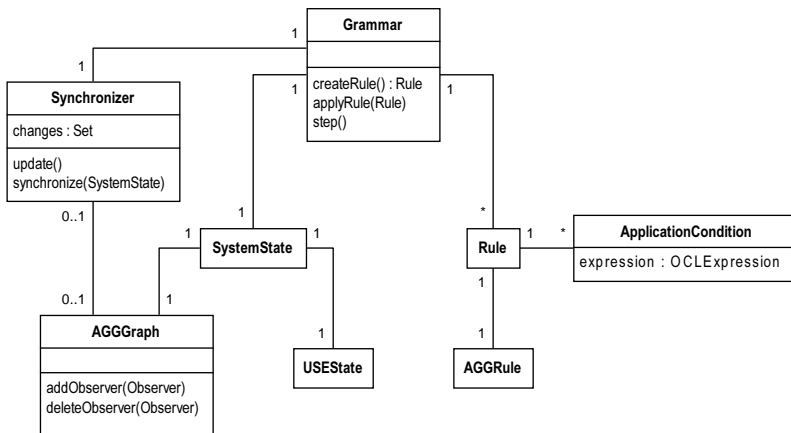 Grammar
createRule() : Rule
applyRule(Rule)
step()
1
1
1
1
Synchronizer
changes : Set
update()
synchronize(SystemState)
0..1
1
*
1
1
1
*
SystemState
Rule
ApplicationCondition
expression : OCLExpression
0..1
1
1
1
1
AGGGraph
addObserver(Observer)
deleteObserver(Observer)
USEState
AGGRule